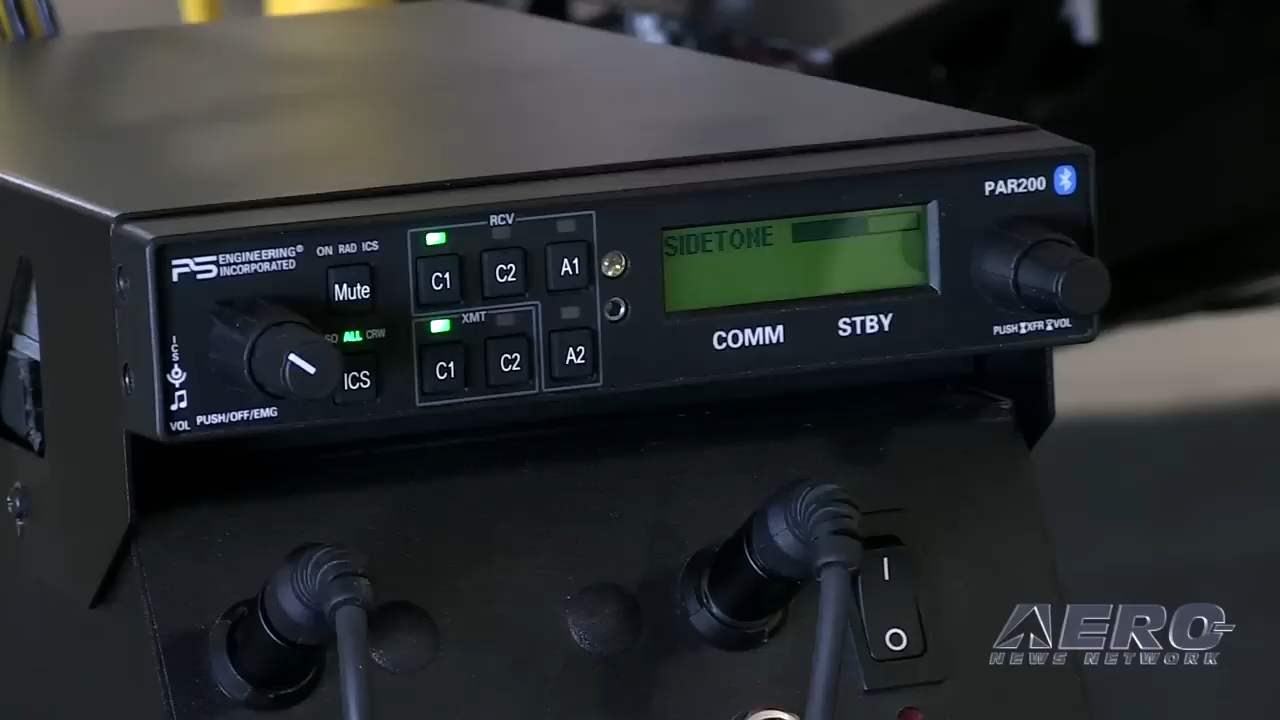 PS ENGINEERING®
INCORPORATED
ON RAD ICS
Mute
ALL CRW
ICS
ICS
VOL PUSH/OFF/EMG
RCV
C1 C2 A1
XMT
C1 C2 A2
SIDETONE
COMM STBY
PAR200
PUSH XFR VOL
I
O
AERO
NEWS NETWORK